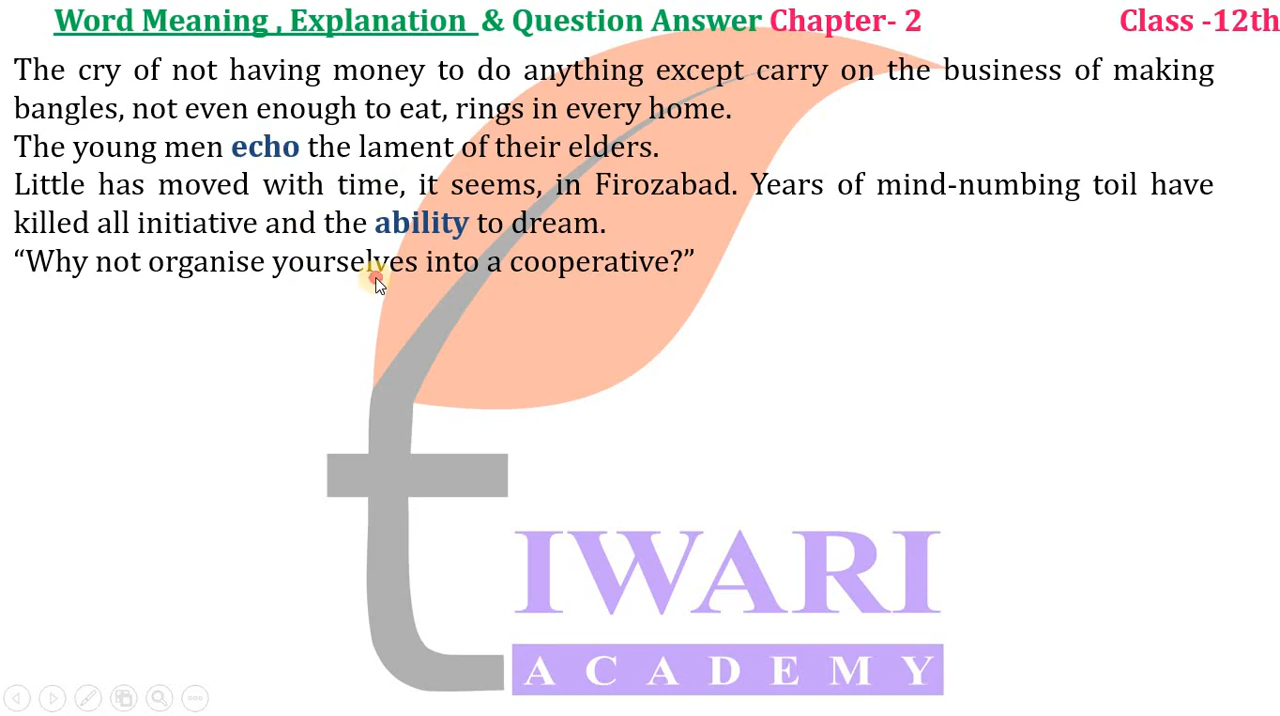 Word Meaning , Explanation & Question Answer Chapter- 2 Class -12th
The cry of not having money to do anything except carry on the business of making
bangles, not even enough to eat, rings in every home.
The young men echo the lament of their elders.
Little has moved with time, it seems, in Firozabad. Years of mind-numbing toil have
killed all initiative and the ability to dream.
“Why not organise yourselves into a cooperative?”
tIWARI
ACADEMY